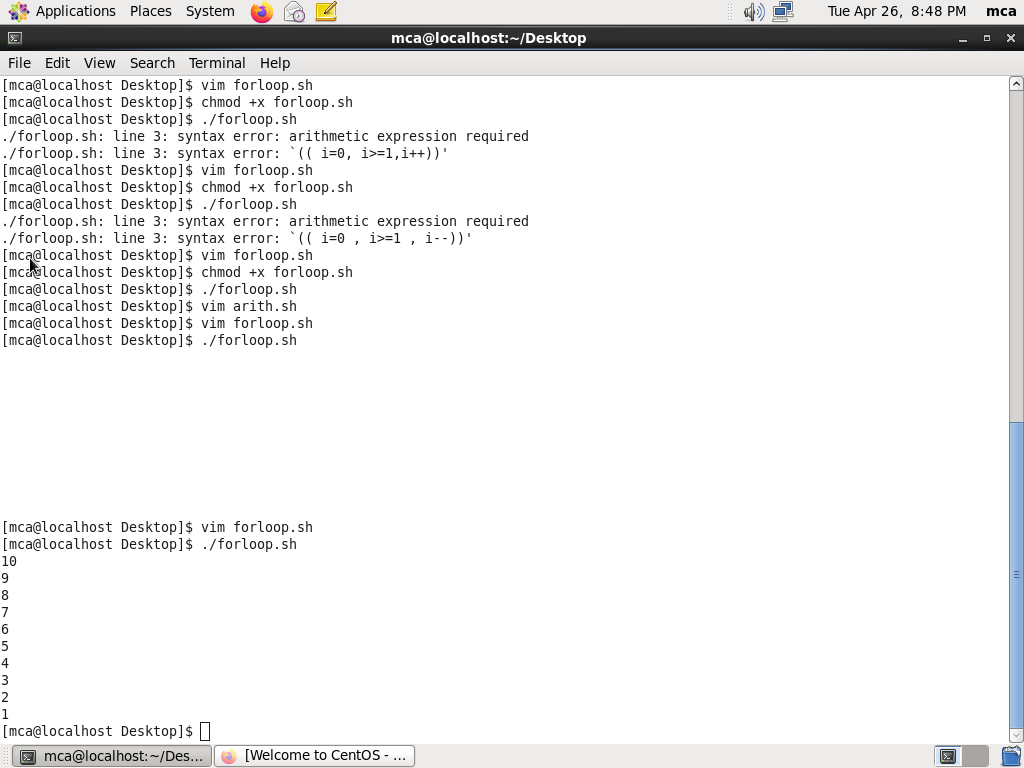 Applications Places System Tue Apr 26, 8:48 PM mca
mca@localhost:~/Desktop
File Edit View Search Terminal Help
[mca@localhost Desktop]$ vim forloop.sh
[mca@localhost Desktop]$ chmod +x forloop.sh
[mca@localhost Desktop]$ ./forloop.sh
./forloop.sh: line 3: syntax error: arithmetic expression required
./forloop.sh: line 3: syntax error: `(( i=0, i>=1,i++))'
[mca@localhost Desktop]$ vim forloop.sh
[mca@localhost Desktop]$ chmod +x forloop.sh
[mca@localhost Desktop]$ ./forloop.sh
./forloop.sh: line 3: syntax error: arithmetic expression required
./forloop.sh: line 3: syntax error: `(( i=0 , i>=1 , i--))'
[mca@localhost Desktop]$ vim forloop.sh
[mca@localhost Desktop]$ chmod +x forloop.sh
[mca@localhost Desktop]$ ./forloop.sh
[mca@localhost Desktop]$ vim arith.sh
[mca@localhost Desktop]$ vim forloop.sh
[mca@localhost Desktop]$ ./forloop.sh
[mca@localhost Desktop]$ vim forloop.sh
[mca@localhost Desktop]$ ./forloop.sh
10
9
8
7
6
5
4
3
2
1
[mca@localhost Desktop]$
mca@localhost:~/Des... [Welcome to CentOS - ...